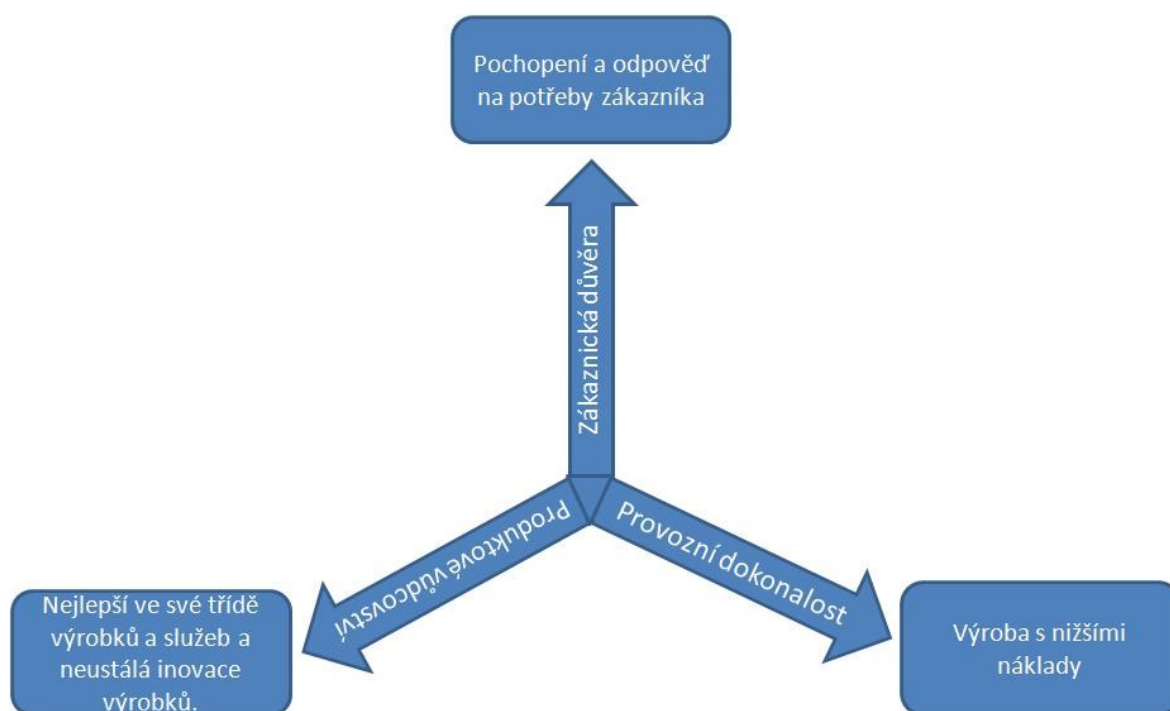 Pochopení a odpověď
na potřeby zákazníka
Zákaznická důvěra
Produktové vůdcovství
Provozní dokonalost
Nejlepší ve své třídě
výrobků a služeb a
neustálá inovace
výrobků.
Výroba s nižšími
náklady